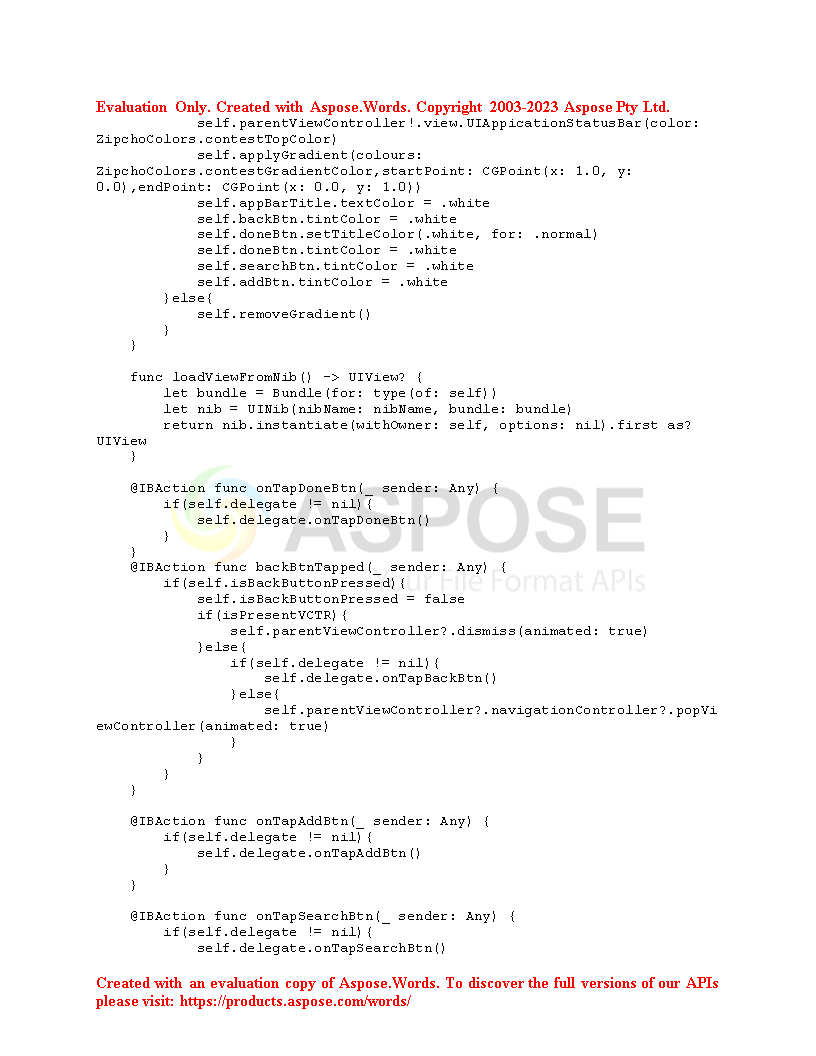 Evaluation Only. Created with Aspose.Words. Copyright 2003-2023 Aspose Pty Ltd.
            self.parentViewController!.view.UIAppicationStatusBar(color:
ZipchoColors.contestTopColor)
            self.applyGradient(colours:
ZipchoColors.contestGradientColor,startPoint: CGPoint(x: 1.0, y:
0.0),endPoint: CGPoint(x: 0.0, y: 1.0))
            self.appBarTitle.textColor = .white
            self.backBtn.tintColor = .white
            self.doneBtn.setTitleColor(.white, for: .normal)
            self.doneBtn.tintColor = .white
            self.searchBtn.tintColor = .white
            self.addBtn.tintColor = .white
        }else{
            self.removeGradient()
        }
    }

    func loadViewFromNib() -> UIView? {
        let bundle = Bundle(for: type(of: self))
        let nib = UINib(nibName: nibName, bundle: bundle)
        return nib.instantiate(withOwner: self, options: nil).first as?
UIView
    }

    @IBAction func onTapDoneBtn(_ sender: Any) {
        if(self.delegate != nil){
            self.delegate.onTapDoneBtn()
        }
    }
ASPOSE
    @IBAction func backBtnTapped(_ sender: Any) {
        if(self.isBackButtonPressed){
Your File Format APIs
            self.isBackButtonPressed = false
            if(isPresentVCTR){
                self.parentViewController?.dismiss(animated: true)
            }else{
                if(self.delegate != nil){
                    self.delegate.onTapBackBtn()
                }else{
                    self.parentViewController?.navigationController?.popVi
ewController(animated: true)
                }
            }
        }
    }

    @IBAction func onTapAddBtn(_ sender: Any) {
        if(self.delegate != nil){
            self.delegate.onTapAddBtn()
        }
    }

    @IBAction func onTapSearchBtn(_ sender: Any) {
        if(self.delegate != nil){
            self.delegate.onTapSearchBtn()
Created with an evaluation copy of Aspose.Words. To discover the full versions of our APIs
please visit: https://products.aspose.com/words/